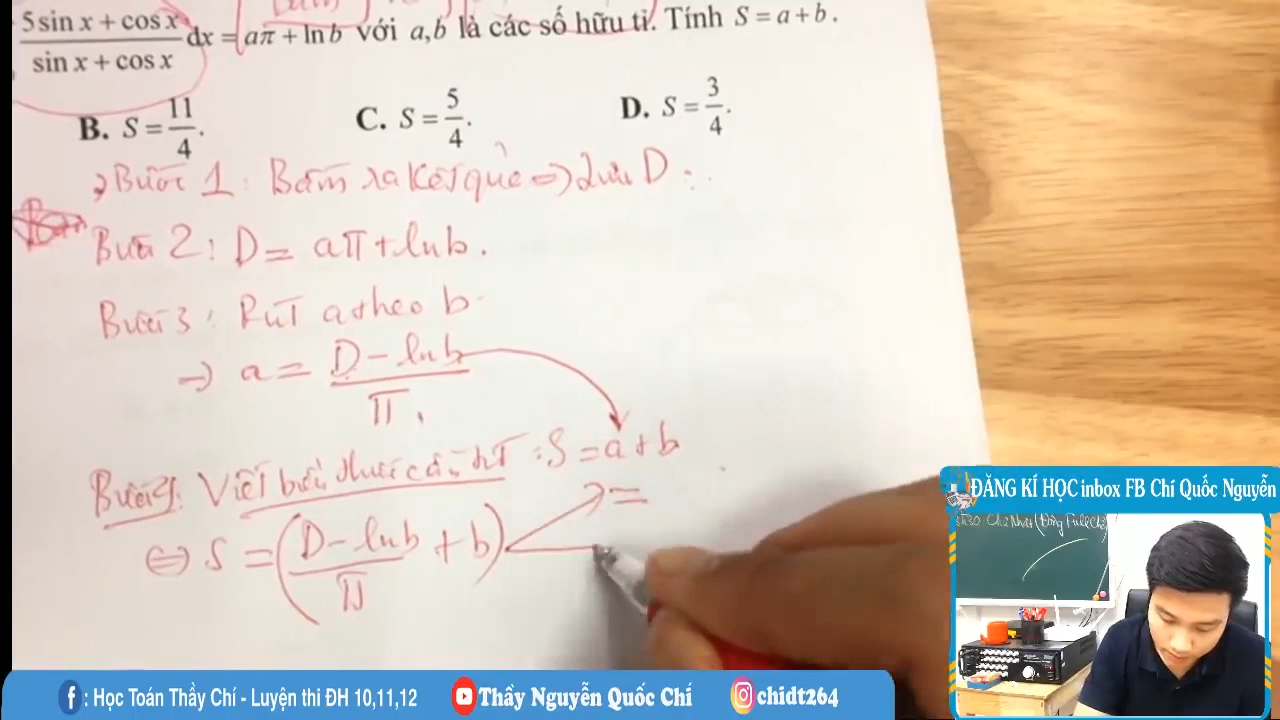 5 sin x + cos x / sin x + cos x dx = aπ + ln b với a,b là các số hữu tỉ. Tính S = a + b.
B. S = 11/4. C. S = 5/4. D. S = 3/4.
Bước 1: Bấm ra kết quả => Lưu D
Bước 2: D = aπ + ln b.
Bước 3: Rút a theo b
=> a = D - ln b / π.
Bước 4: Viết biểu thức cần : S = a + b
<=> S = (D - ln b / π + b) =
ĐĂNG KÍ HỌC inbox FB Chí Quốc Nguyễn
: Học Toán Thầy Chí - Luyện thi ĐH 10,11,12
Thầy Nguyễn Quốc Chí
chidt264